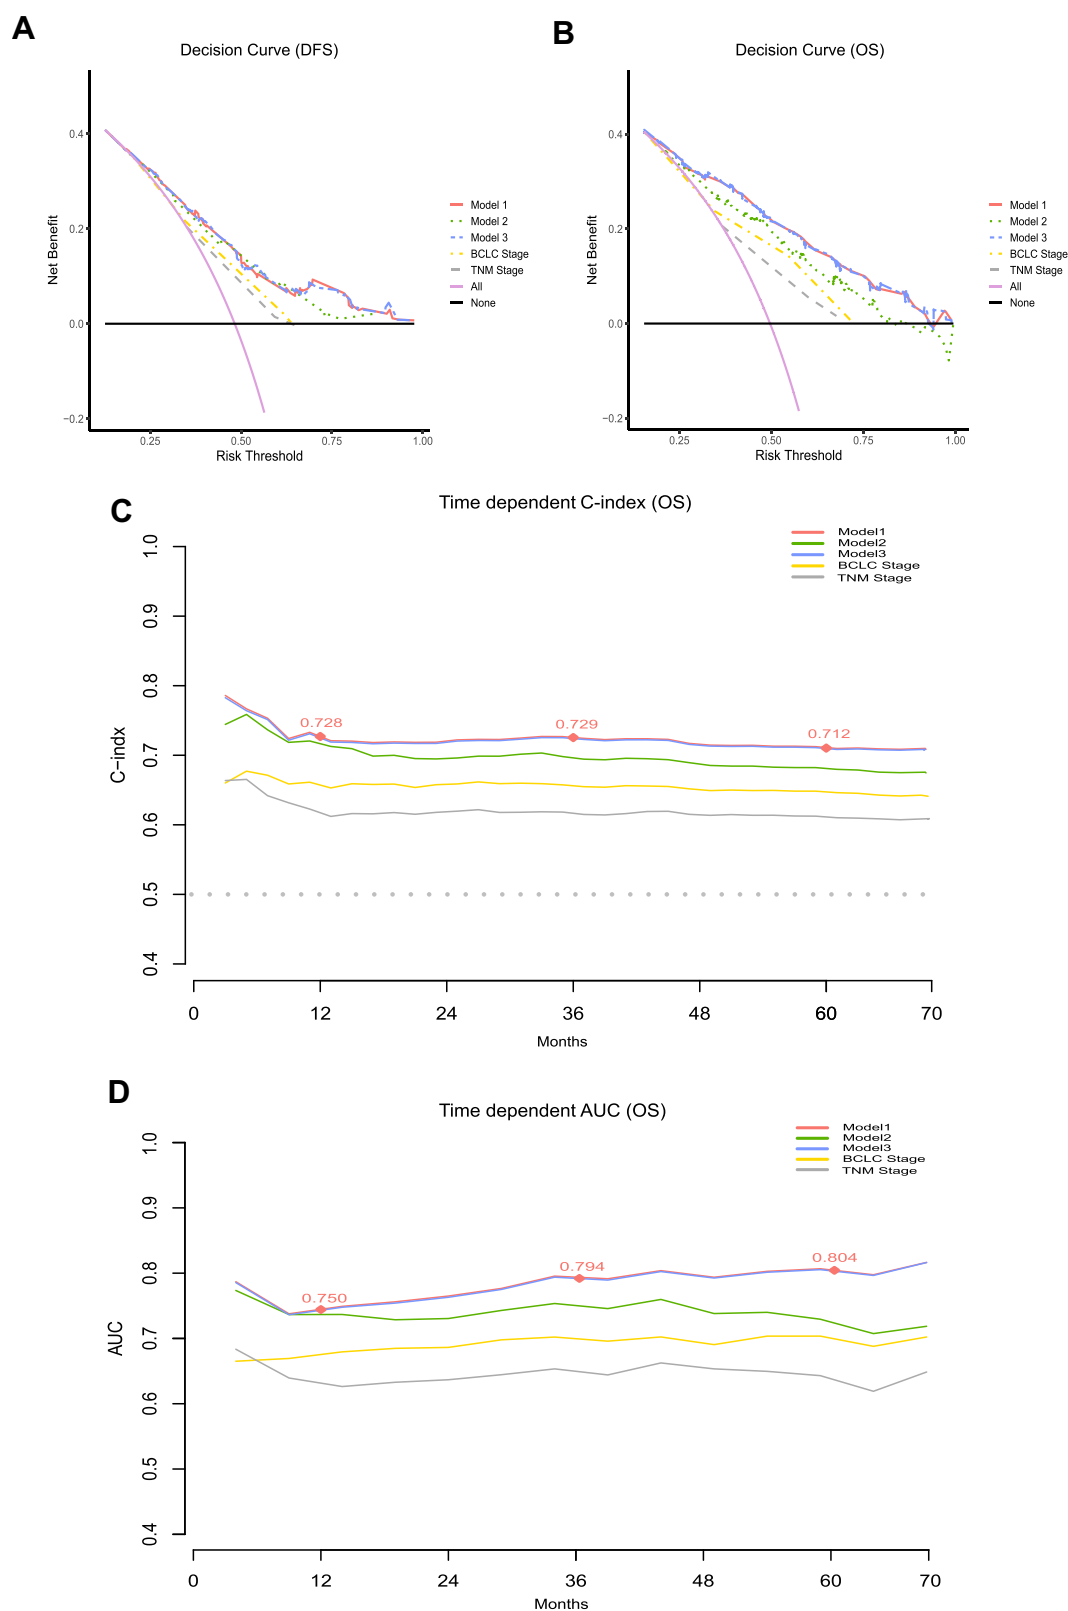 A
Decision Curve (DFS)
Net Benefit
0.4
0.2
0.0
−0.2
0.25
0.50
0.75
1.00
Risk Threshold
Model 1
Model 2
Model 3
BCLC Stage
TNM Stage
All
None
B
Decision Curve (OS)
Net Benefit
0.4
0.2
0.0
−0.2
0.25
0.50
0.75
1.00
Risk Threshold
Model 1
Model 2
Model 3
BCLC Stage
TNM Stage
All
None
C
Time dependent C-index (OS)
Model1
Model2
Model3
BCLC Stage
TNM Stage
C−indx
1.0
0.9
0.8
0.7
0.6
0.5
0.4
0.728
0.729
0.712
0
12
24
36
48
60
70
Months
D
Time dependent AUC (OS)
Model1
Model2
Model3
BCLC Stage
TNM Stage
AUC
1.0
0.9
0.8
0.7
0.6
0.5
0.4
0.750
0.794
0.804
0
12
24
36
48
60
70
Months